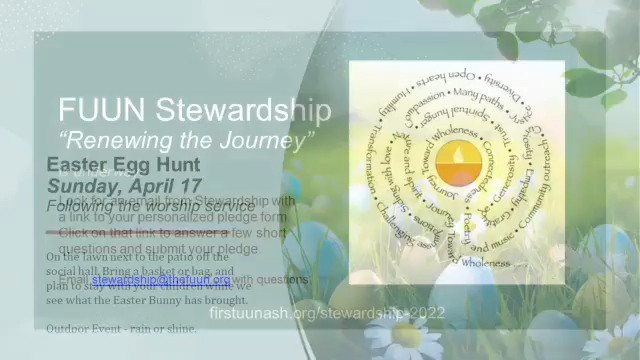 FUUN Stewardship
“Renewing the Journey”
is underway
Look for an email from Stewardship with
a link to your personalized pledge form
Click on that link to answer a few short
questions and submit your pledge.
Email stewardship@thefuun.org with questions
firstuunash.org/stewardship-2022
Easter Egg Hunt
Sunday, April 17
Following the worship service
On the lawn next to the patio off the
social hall. Bring a basket or bag, and
plan to stay with your children while we
see what the Easter Bunny has brought.
Outdoor Event - rain or shine.
Humility • Open hearts • Diversity
Community outreach
Transformation
Compassion • Many paths
Spiritual hunger • Trust
Toward Wholeness • Connectedness
Generosity
and music
Journey Toward Wholeness